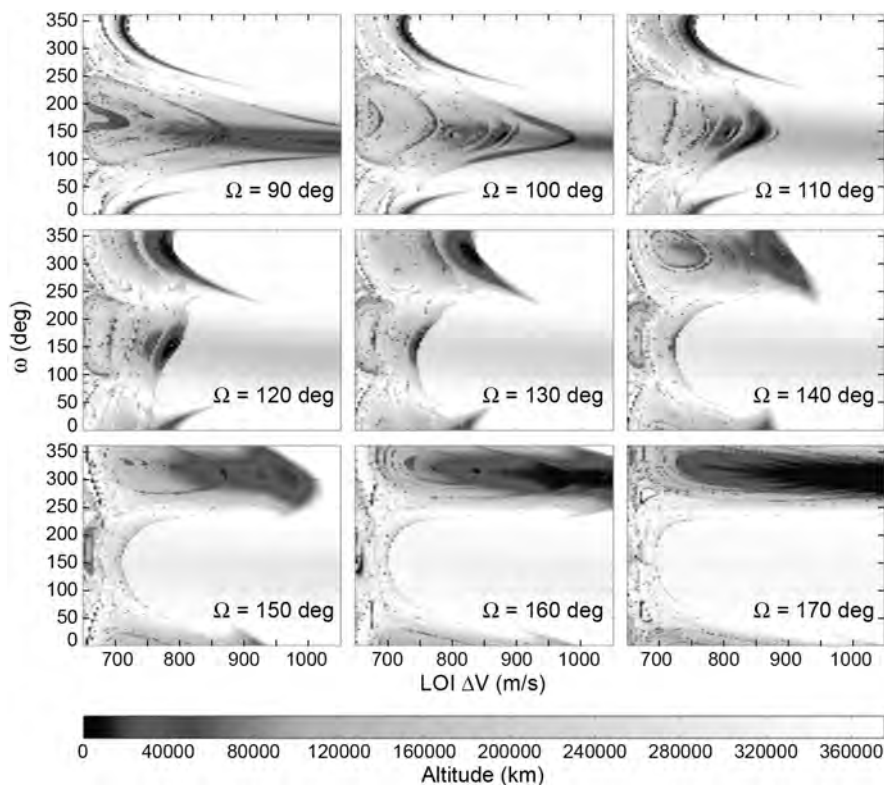 350
300
250
200
150
100
50
0
Ω = 90 deg
Ω = 100 deg
Ω = 110 deg
350
300
250
200
150
100
50
0
ω (deg)
Ω = 120 deg
Ω = 130 deg
Ω = 140 deg
350
300
250
200
150
100
50
0
Ω = 150 deg
Ω = 160 deg
Ω = 170 deg
700 800 900 1000 700 800 900 1000 700 800 900 1000
LOI ΔV (m/s)
0 40000 80000 120000 160000 200000 240000 280000 320000 360000
Altitude (km)